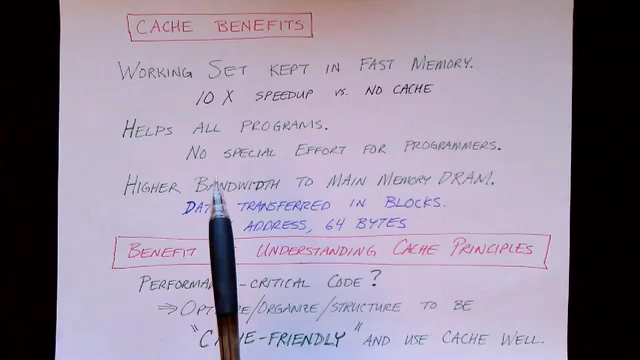 CACHE BENEFITS
WORKING SET KEPT IN FAST MEMORY.
10 X SPEEDUP vs. NO CACHE
HELPS ALL PROGRAMS.
NO SPECIAL EFFORT FOR PROGRAMMERS.
HIGHER BANDWIDTH TO MAIN MEMORY DRAM.
TRANSFERRED IN BLOCKS.
ADDRESS, 64 BYTES
BENEFIT UNDERSTANDING CACHE PRINCIPLES
-CRITICAL CODE?
⇒ /ORGANIZE/STRUCTURE TO BE
-FRIENDLY" AND USE CACHE WELL.